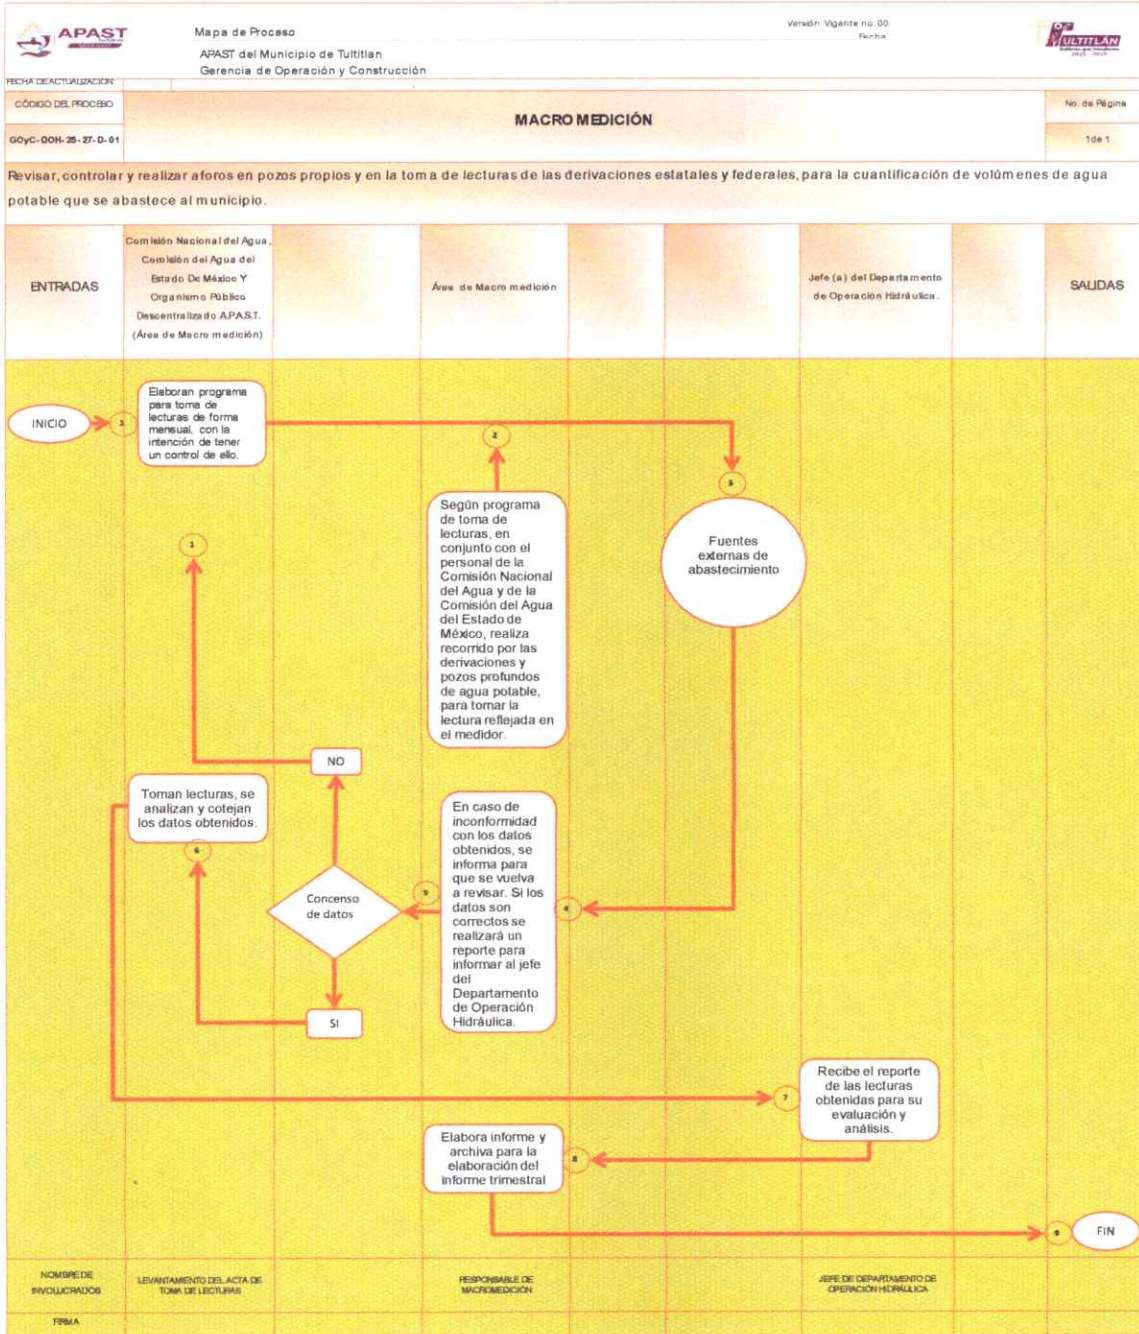 APAST
Mapa de Proceso
Versión Vigente no. 00
Fecha
APAST del Municipio de Tultitlan
Gerencia de Operación y Construcción
TULTITLÁN
FECHA DE ACTUALIZACIÓN:
CÓDIGO DEL PROCESO
MACRO MEDICIÓN
No. de Página
GOyC-DOH-25-27-D-01
1 de 1
Revisar, controlar y realizar aforos en pozos propios y en la toma de lecturas de las derivaciones estatales y federales, para la cuantificación de volúmenes de agua
potable que se abastece al municipio.
ENTRADAS
Comisión Nacional del Agua,
Comisión del Agua del
Estado De México Y
Organismo Público
Descentralizado A.P.A.S.T.
(Área de Macro medición)
Área de Macro medición
Jefe (a) del Departamento
de Operación Hidráulica.
SALIDAS
INICIO
Elaboran programa
para toma de
lecturas de forma
mensual, con la
intención de tener
un control de ello.
2
Según programa
de toma de
lecturas, en
conjunto con el
personal de la
Comisión Nacional
del Agua y de la
Comisión del Agua
del Estado de
México, realiza
recorrido por las
derivaciones y
pozos profundos
de agua potable,
para tomar la
lectura reflejada en
el medidor.
Fuentes
externas de
abastecimiento
NO
Toman lecturas, se
analizan y cotejan
los datos obtenidos.
6
Concenso
de datos
5
En caso de
inconformidad
con los datos
obtenidos, se
informa para
que se vuelva
a revisar. Si los
datos son
correctos se
realizará un
reporte para
informar al jefe
del
Departamento
de Operación
Hidráulica.
4
SI
7
Recibe el reporte
de las lecturas
obtenidas para su
evaluación y
análisis.
Elabora informe y
archiva para la
elaboración del
informe trimestral
8
9
FIN
NOMBRE DE
INVOLUCRADOS
LEVANTAMIENTO DEL ACTA DE
TOMA DE LECTURAS
RESPONSABLE DE
MACROMEDICIÓN
JEFE DE DEPARTAMENTO DE
OPERACIÓN HIDRÁULICA
FIRMA